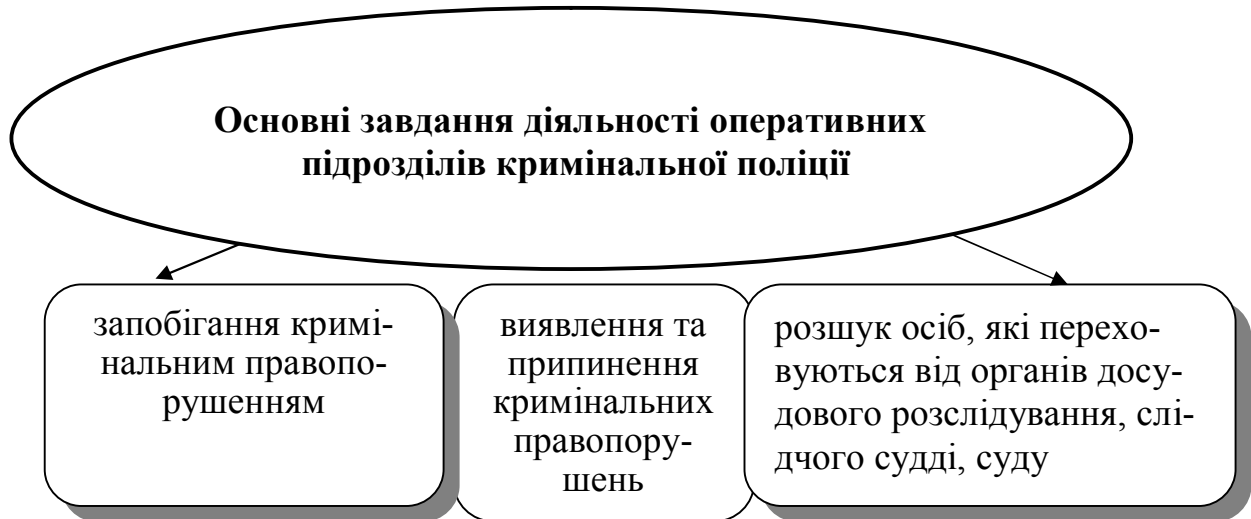 Основні завдання діяльності оперативних
підрозділів кримінальної поліції
запобігання кримі-
нальним правопо-
рушенням
виявлення та
припинення
кримінальних
правопору-
шень
розшук осіб, які перехо-
вуються від органів досу-
дового розслідування, слі-
дчого судді, суду